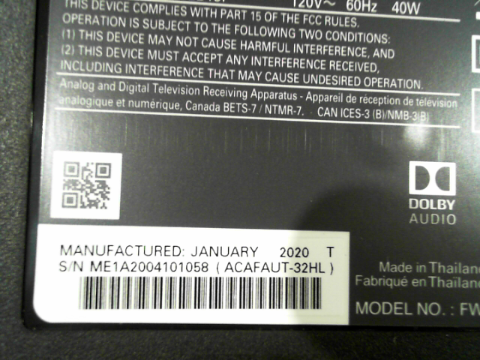 120V~ 60Hz 40W
THIS DEVICE COMPLIES WITH PART 15 OF THE FCC RULES.
OPERATION IS SUBJECT TO THE FOLLOWING TWO CONDITIONS:
(1) THIS DEVICE MAY NOT CAUSE HARMFUL INTERFERENCE, AND
(2) THIS DEVICE MUST ACCEPT ANY INTERFERENCE RECEIVED,
INCLUDING INTERFERENCE THAT MAY CAUSE UNDESIRED OPERATION.
Analog and Digital Television Receiving Apparatus - Appareil de réception de télévision
analogique et numérique, Canada BETS-7 / NTMR-7. CAN ICES-3 (B)/NMB-3(B)
DOLBY
AUDIO
MANUFACTURED: JANUARY 2020 T
S/N ME1A2004101058 ( ACAFAUT-32HL )
Made in Thailand
Fabriqué en Thaïland
MODEL NO. : FW